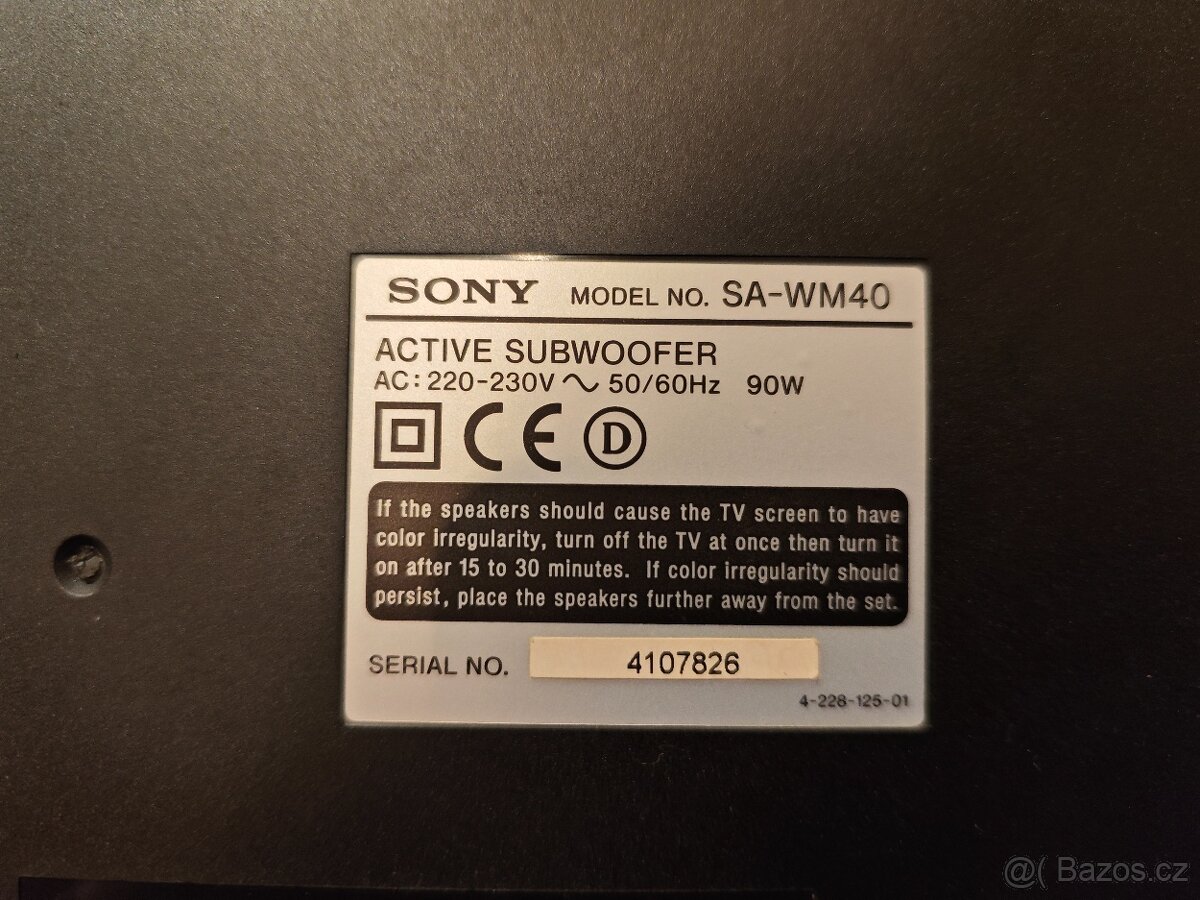 SONY MODEL NO. SA-WM40
ACTIVE SUBWOOFER
AC: 220-230V ~ 50/60Hz 90W
CE D
If the speakers should cause the TV screen to have
color irregularity, turn off the TV at once then turn it
on after 15 to 30 minutes. If color irregularity should
persist, place the speakers further away from the set.
SERIAL NO. 4107826
4-228-125-01
@( Bazos.cz